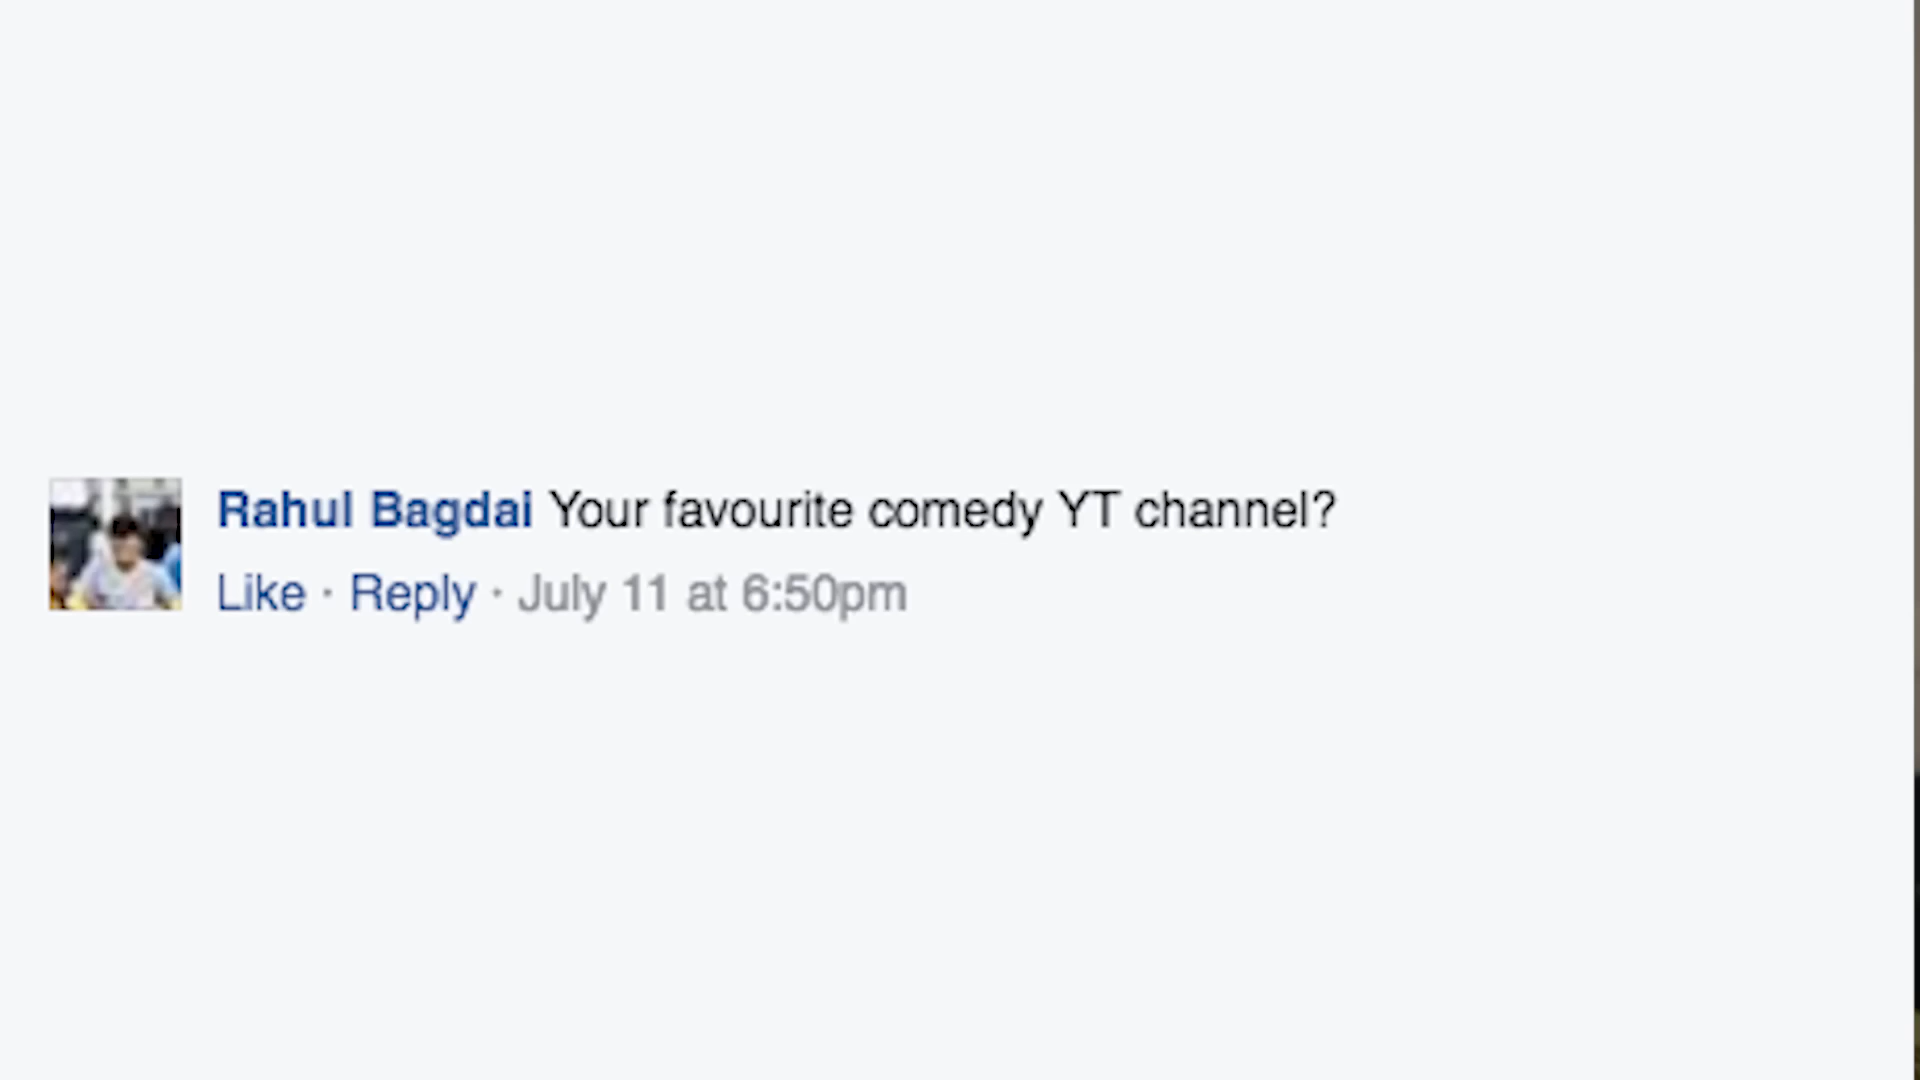 Rahul Bagdai Your favourite comedy YT channel?
Like · Reply · July 11 at 6:50pm